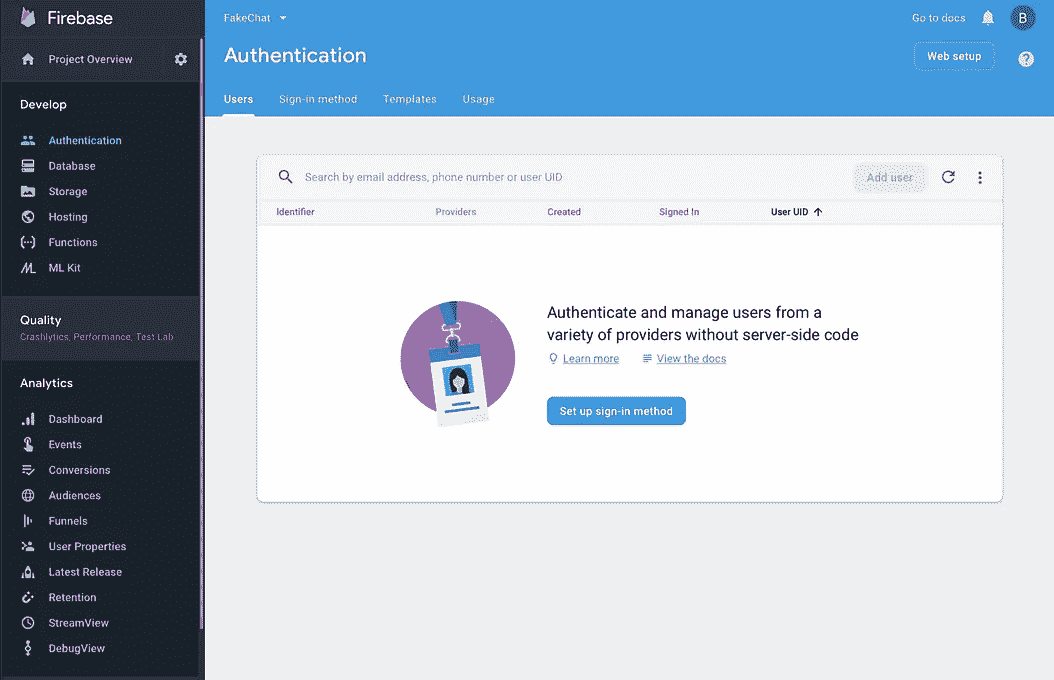 Firebase
Project Overview
Develop
Authentication
Database
Storage
Hosting
Functions
ML Kit
Quality
Crashlytics, Performance, Test Lab
Analytics
Dashboard
Events
Conversions
Audiences
Funnels
User Properties
Latest Release
Retention
StreamView
DebugView
FakeChat
Go to docs
B
Authentication
Web setup
Users Sign-in method Templates Usage
Search by email address, phone number or user UID
Add user
Identifier Providers Created Signed In User UID
Authenticate and manage users from a
variety of providers without server-side code
Learn more View the docs
Set up sign-in method